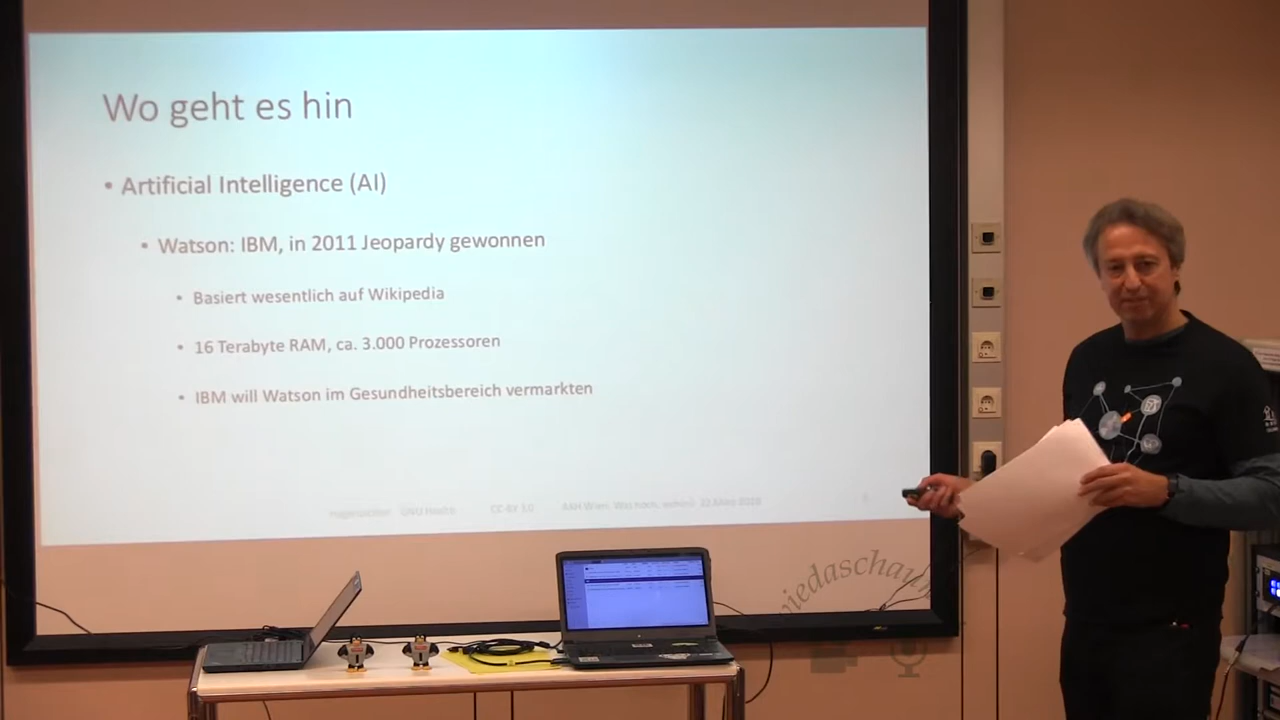 Wo geht es hin
• Artificial Intelligence (AI)
• Watson: IBM, in 2011 Jeopardy gewonnen
• Basiert wesentlich auf Wikipedia
• 16 Terabyte RAM, ca. 3.000 Prozessoren
• IBM will Watson im Gesundheitsbereich vermarkten
CC-BY 3.0